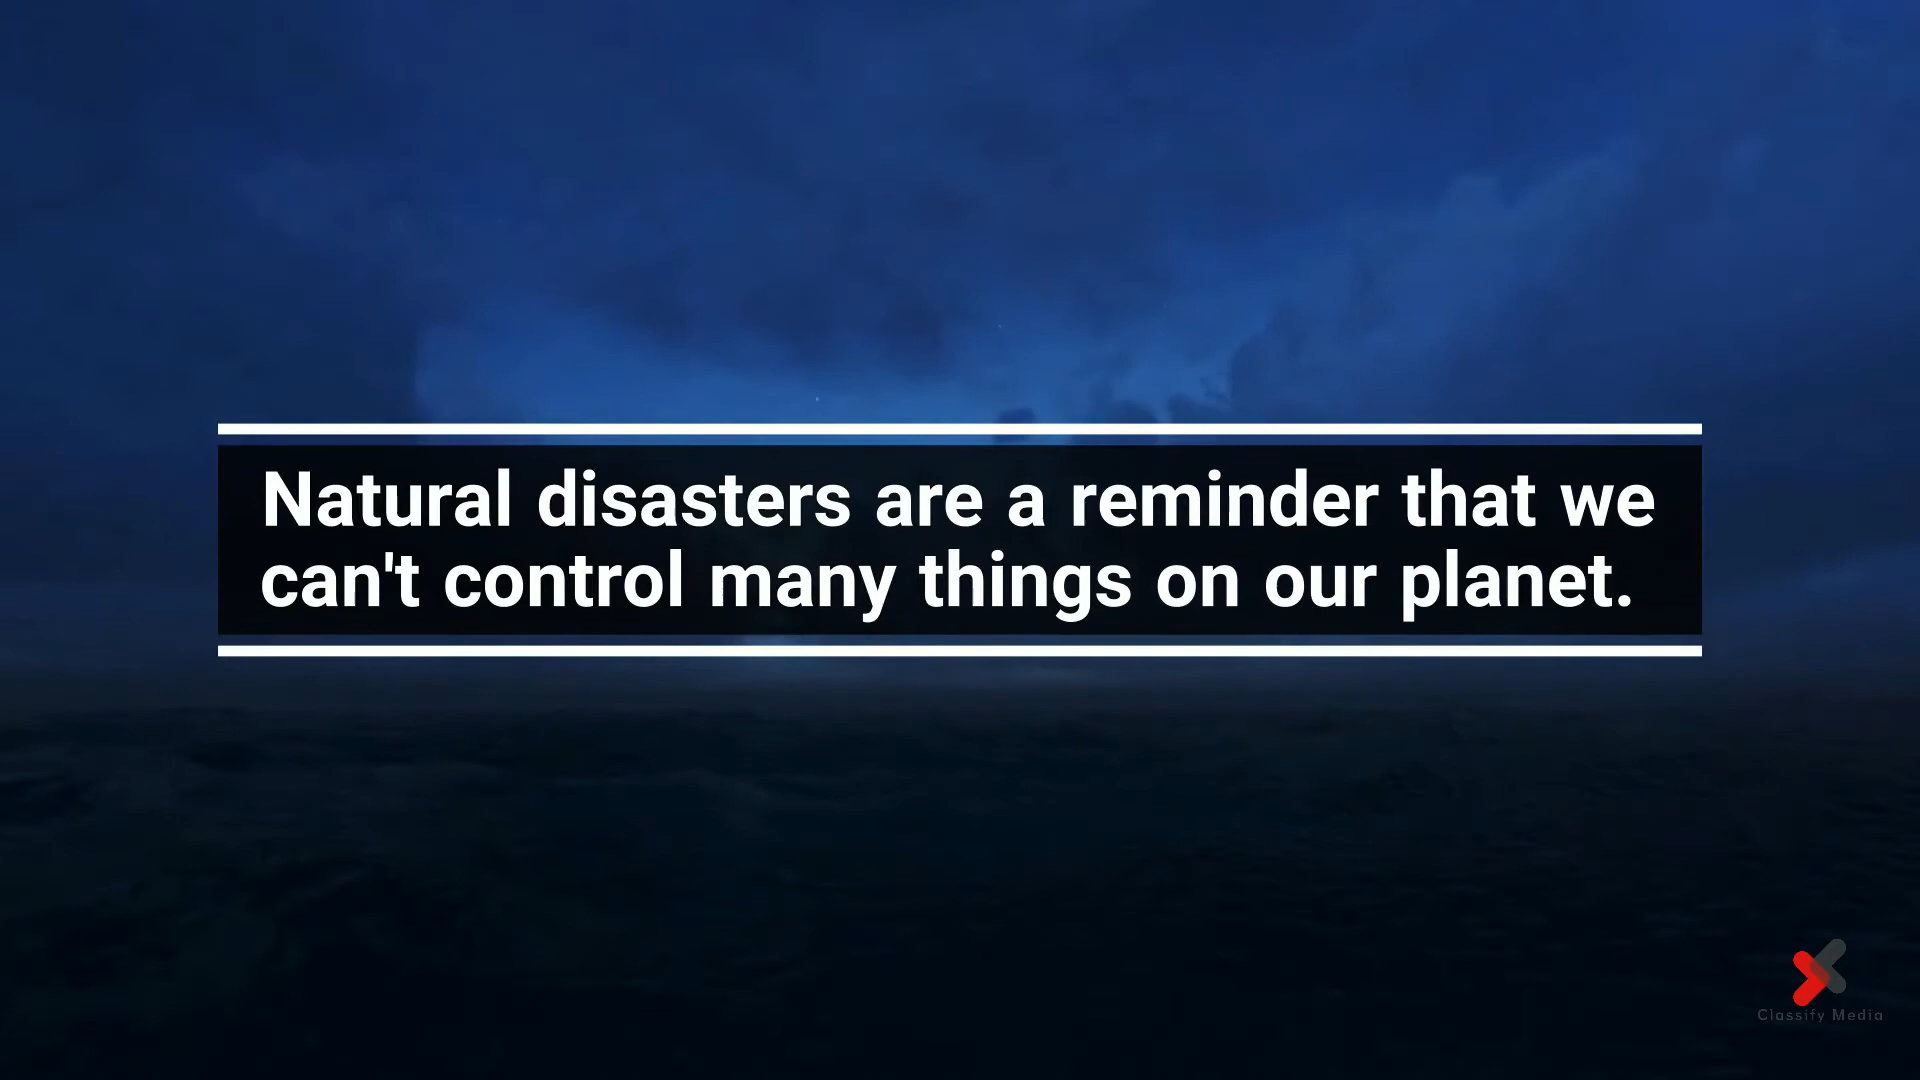 Natural disasters are a reminder that we
can't control many things on our planet.
Classify Media